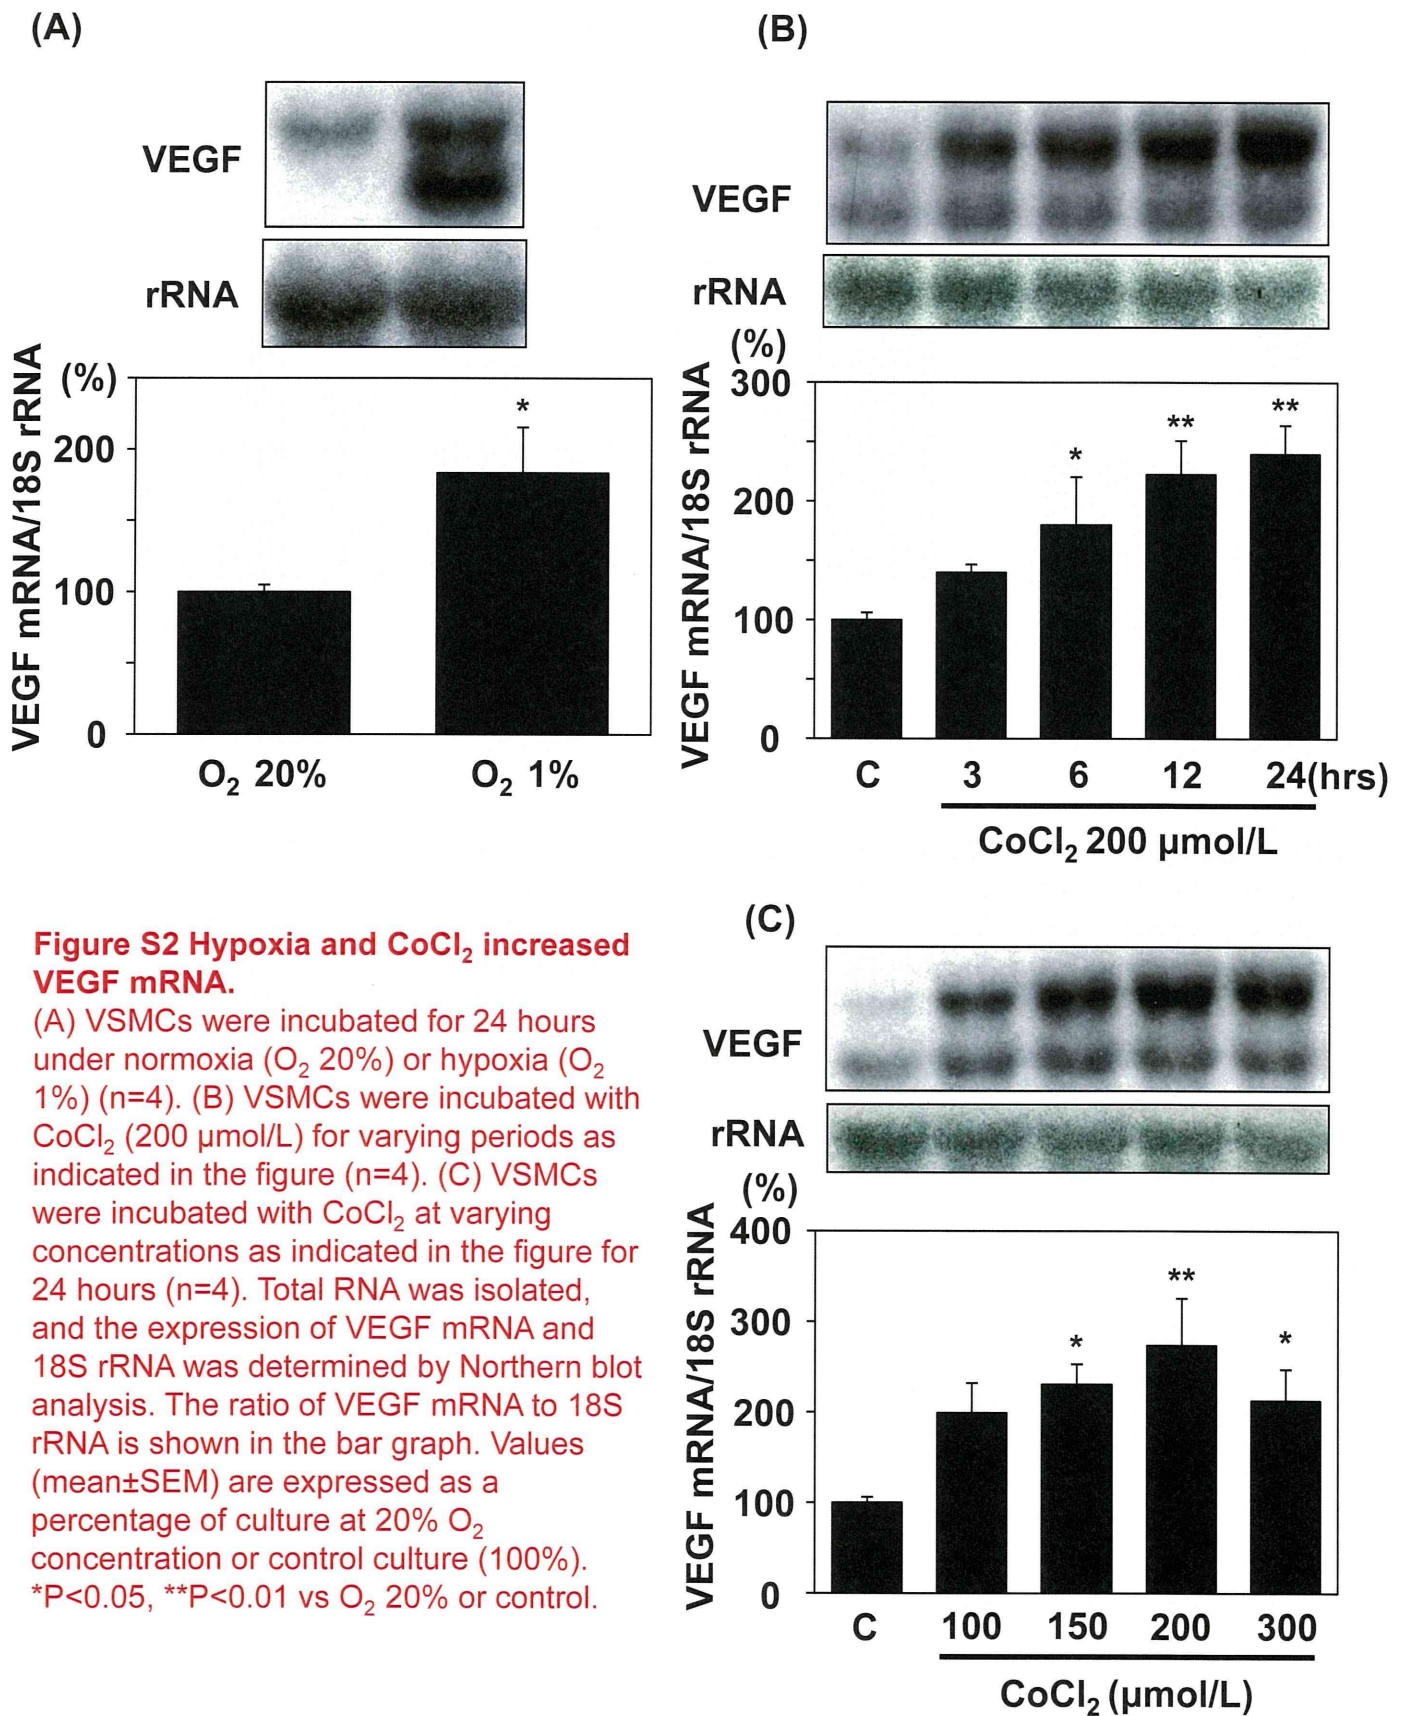 (A)
VEGF
rRNA
VEGF mRNA/18S rRNA
(%)
200
100
0
*
O₂ 20%
O₂ 1%
(B)
VEGF
rRNA
VEGF mRNA/18S rRNA
(%)
300
200
100
0
*
**
**
C 3 6 12 24(hrs)
CoCl₂ 200 µmol/L
Figure S2 Hypoxia and CoCl₂ increased
VEGF mRNA.
(A) VSMCs were incubated for 24 hours
under normoxia (O₂ 20%) or hypoxia (O₂
1%) (n=4). (B) VSMCs were incubated with
CoCl₂ (200 µmol/L) for varying periods as
indicated in the figure (n=4). (C) VSMCs
were incubated with CoCl₂ at varying
concentrations as indicated in the figure for
24 hours (n=4). Total RNA was isolated,
and the expression of VEGF mRNA and
18S rRNA was determined by Northern blot
analysis. The ratio of VEGF mRNA to 18S
rRNA is shown in the bar graph. Values
(mean±SEM) are expressed as a
percentage of culture at 20% O₂
concentration or control culture (100%).
*P<0.05, **P<0.01 vs O₂ 20% or control.
(C)
VEGF
rRNA
VEGF mRNA/18S rRNA
(%)
400
300
200
100
0
*
**
*
C 100 150 200 300
CoCl₂ (µmol/L)